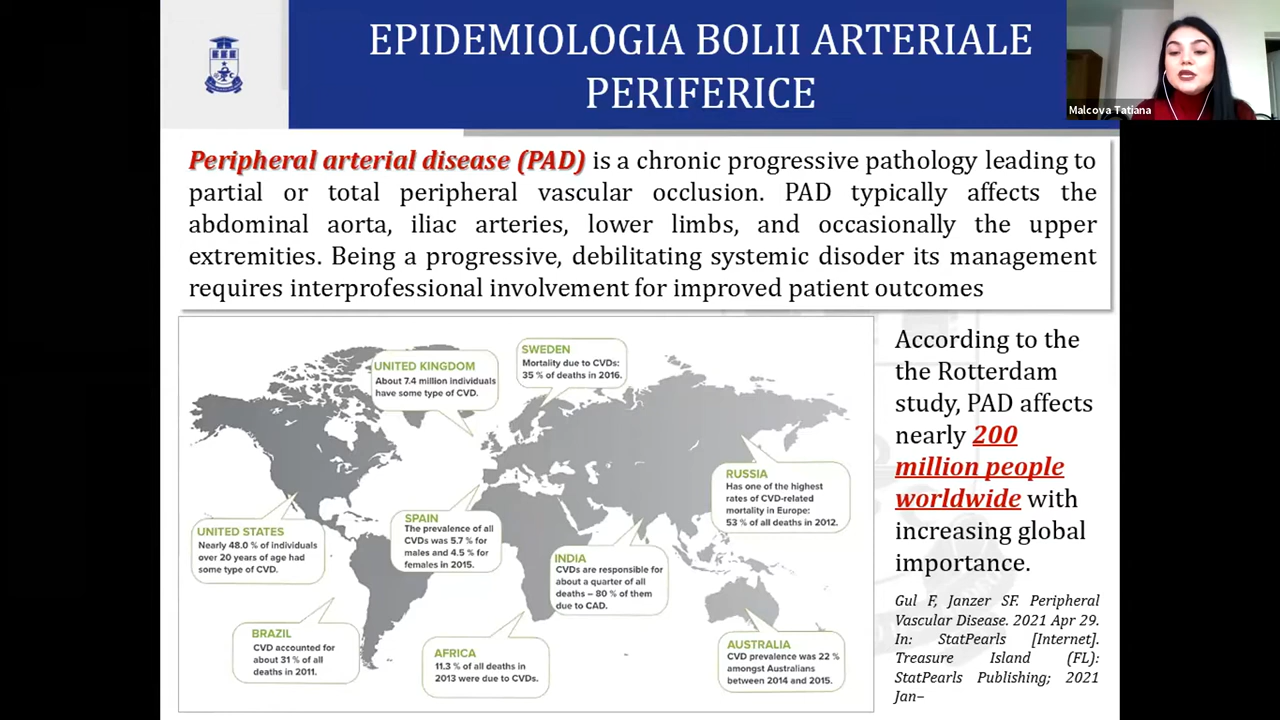 EPIDEMIOLOGIA BOLII ARTERIALE
PERIFERICE
Malcova Tatiana
Peripheral arterial disease (PAD) is a chronic progressive pathology leading to
partial or total peripheral vascular occlusion. PAD typically affects the
abdominal aorta, iliac arteries, lower limbs, and occasionally the upper
extremities. Being a progressive, debilitating systemic disoder its management
requires interprofessional involvement for improved patient outcomes
UNITED KINGDOM
About 7.4 million individuals
have some type of CVD.
SWEDEN
Mortality due to CVDs:
35 % of deaths in 2016.
RUSSIA
Has one of the highest
rates of CVD-related
mortality in Europe:
53 % of all deaths in 2012.
UNITED STATES
Nearly 48.0 % of individuals
over 20 years of age had
some type of CVD.
SPAIN
The prevalence of all
CVDs was 5.7 % for
males and 4.5 % for
females in 2015.
INDIA
CVDs are responsible for
about a quarter of all
deaths – 80 % of them
due to CAD.
BRAZIL
CVD accounted for
about 31 % of all
deaths in 2011.
AFRICA
11.3 % of all deaths in
2013 were due to CVDs.
AUSTRALIA
CVD prevalence was 22 %
amongst Australians
between 2014 and 2015.
According to the
the Rotterdam
study, PAD affects
nearly 200
million people
worldwide with
increasing global
importance.
Gul F, Janzer SF. Peripheral
Vascular Disease. 2021 Apr 29.
In: StatPearls [Internet].
Treasure Island (FL):
StatPearls Publishing; 2021
Jan–